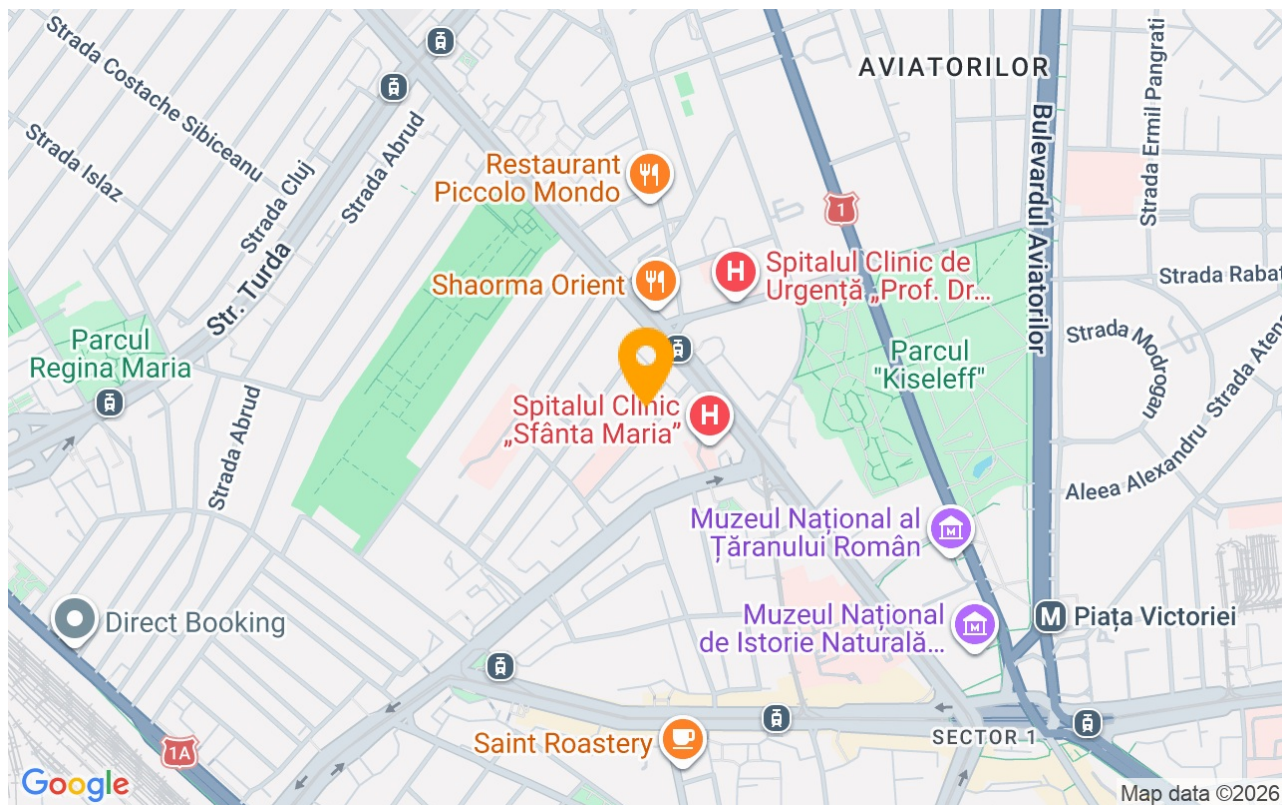 Strada Costache Sibiceanu
AVIATORILOR
Strada Ermil Pangrati
Bulevardul Aviatorilor
Strada Islaz
Strada Cluj
Strada Abrud
Restaurant
Piccolo Mondo
1
H
Spitalul Clinic de
Urgență „Prof. Dr...
Strada Rabat
Str. Turda
Shaorma Orient
Parcul
Regina Maria
Strada Modrogan
Strada Aten
Parcul
"Kiseleff"
Spitalul Clinic
„Sfânta Maria”
H
Strada Abrud
Aleea Alexandru
Muzeul Național al
Țăranului Român
M
Direct Booking
Muzeul Național
de Istorie Naturală...
M
M
Piața Victoriei
Saint Roastery
SECTOR 1
1A
Google
Map data ©2026